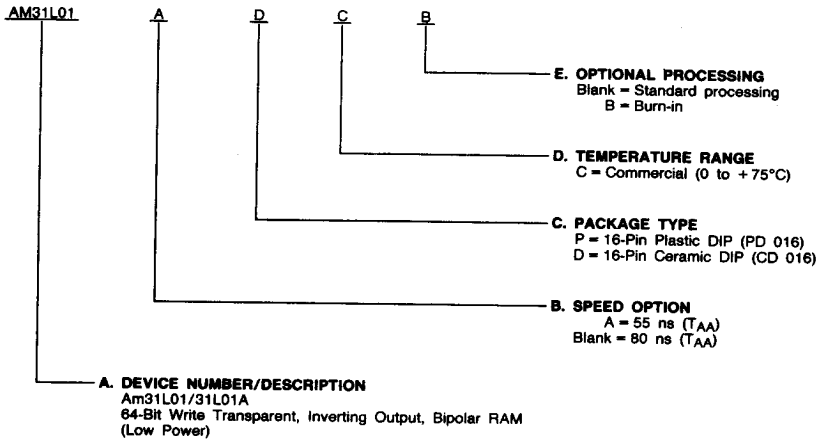 AM31L01 A D C B
E. OPTIONAL PROCESSING
Blank = Standard processing
B = Burn-in
D. TEMPERATURE RANGE
C = Commercial (0 to +75°C)
C. PACKAGE TYPE
P = 16-Pin Plastic DIP (PD 016)
D = 16-Pin Ceramic DIP (CD 016)
B. SPEED OPTION
A = 55 ns (TAA)
Blank = 80 ns (TAA)
A. DEVICE NUMBER/DESCRIPTION
Am31L01/31L01A
64-Bit Write Transparent, Inverting Output, Bipolar RAM
(Low Power)